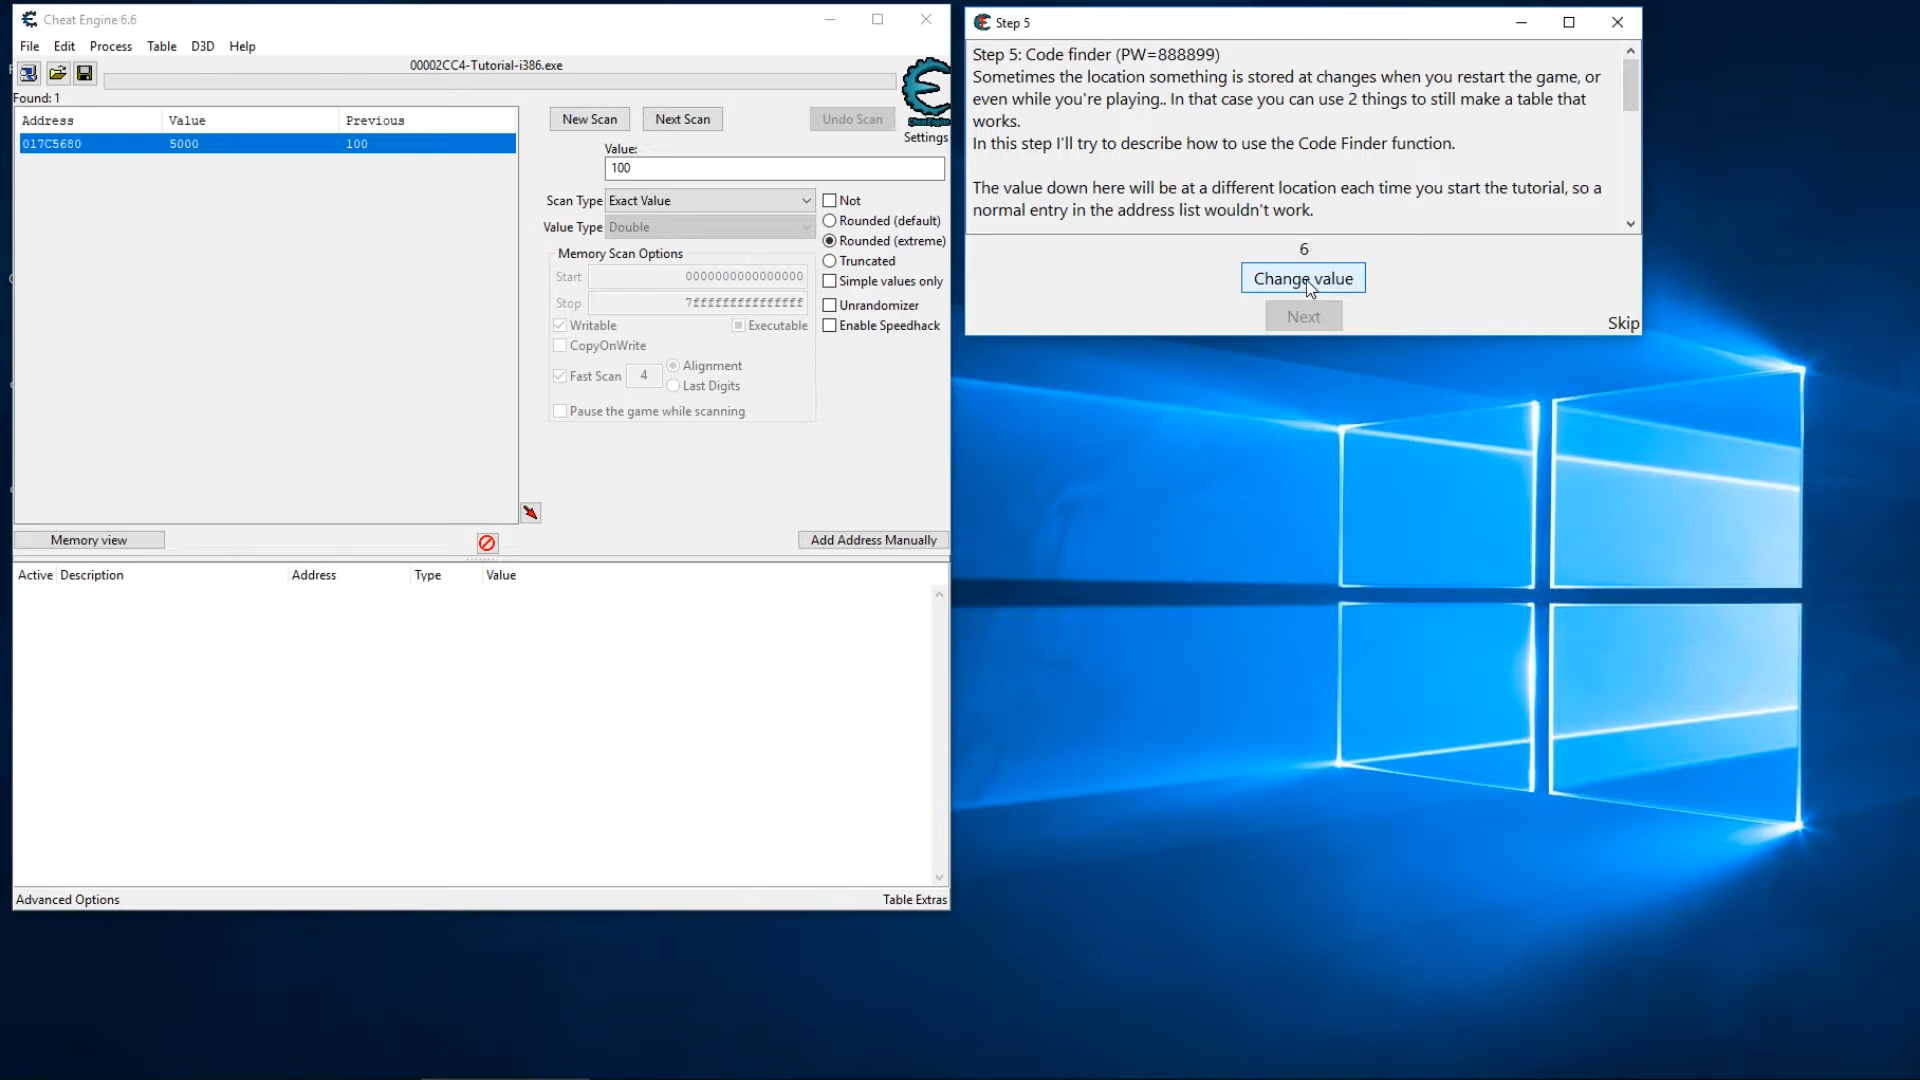 Cheat Engine 6.6
File Edit Process Table D3D Help
00002CC4-Tutorial-i386.exe
Found: 1
Address Value Previous
017C5680 5000 100
New Scan Next Scan Undo Scan
Settings
Value:
100
Scan Type Exact Value
Value Type Double
Not
Rounded (default)
Rounded (extreme)
Truncated
Simple values only
Unrandomizer
Enable Speedhack
Memory Scan Options
Start 0000000000000000
Stop 7fffffffffffffff
Writable Executable
CopyOnWrite
Fast Scan 4 Alignment
Last Digits
Pause the game while scanning
Memory view Add Address Manually
Active Description Address Type Value
Advanced Options Table Extras
Step 5
Step 5: Code finder (PW=888899)
Sometimes the location something is stored at changes when you restart the game, or
even while you're playing.. In that case you can use 2 things to still make a table that
works.
In this step I'll try to describe how to use the Code Finder function.
The value down here will be at a different location each time you start the tutorial, so a
normal entry in the address list wouldn't work.
6
Change value
Next
Skip